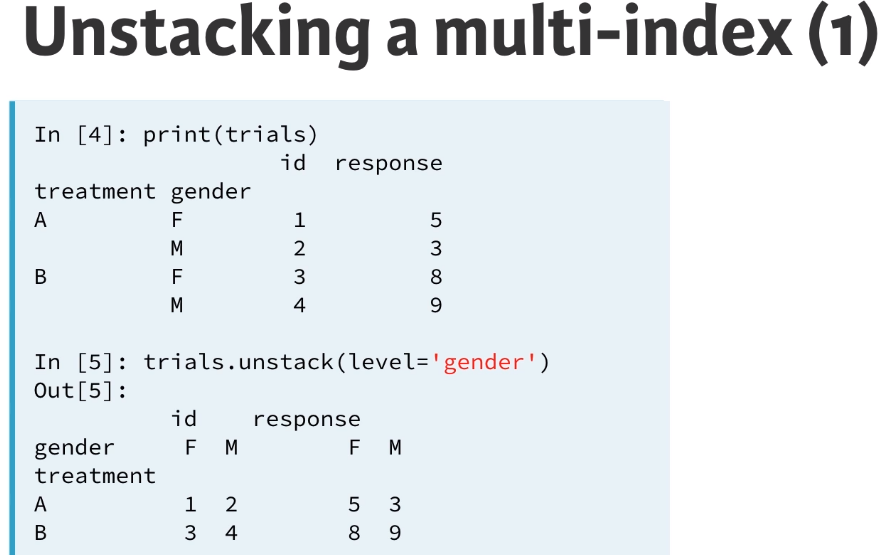 Unstacking a multi-index (1)
In [4]: print(trials)
                  id  response
treatment gender
A         F        1         5
          M        2         3
B         F        3         8
          M        4         9
In [5]: trials.unstack(level='gender')
Out[5]:
          id    response
gender     F  M        F  M
treatment
A          1  2        5  3
B          3  4        8  9